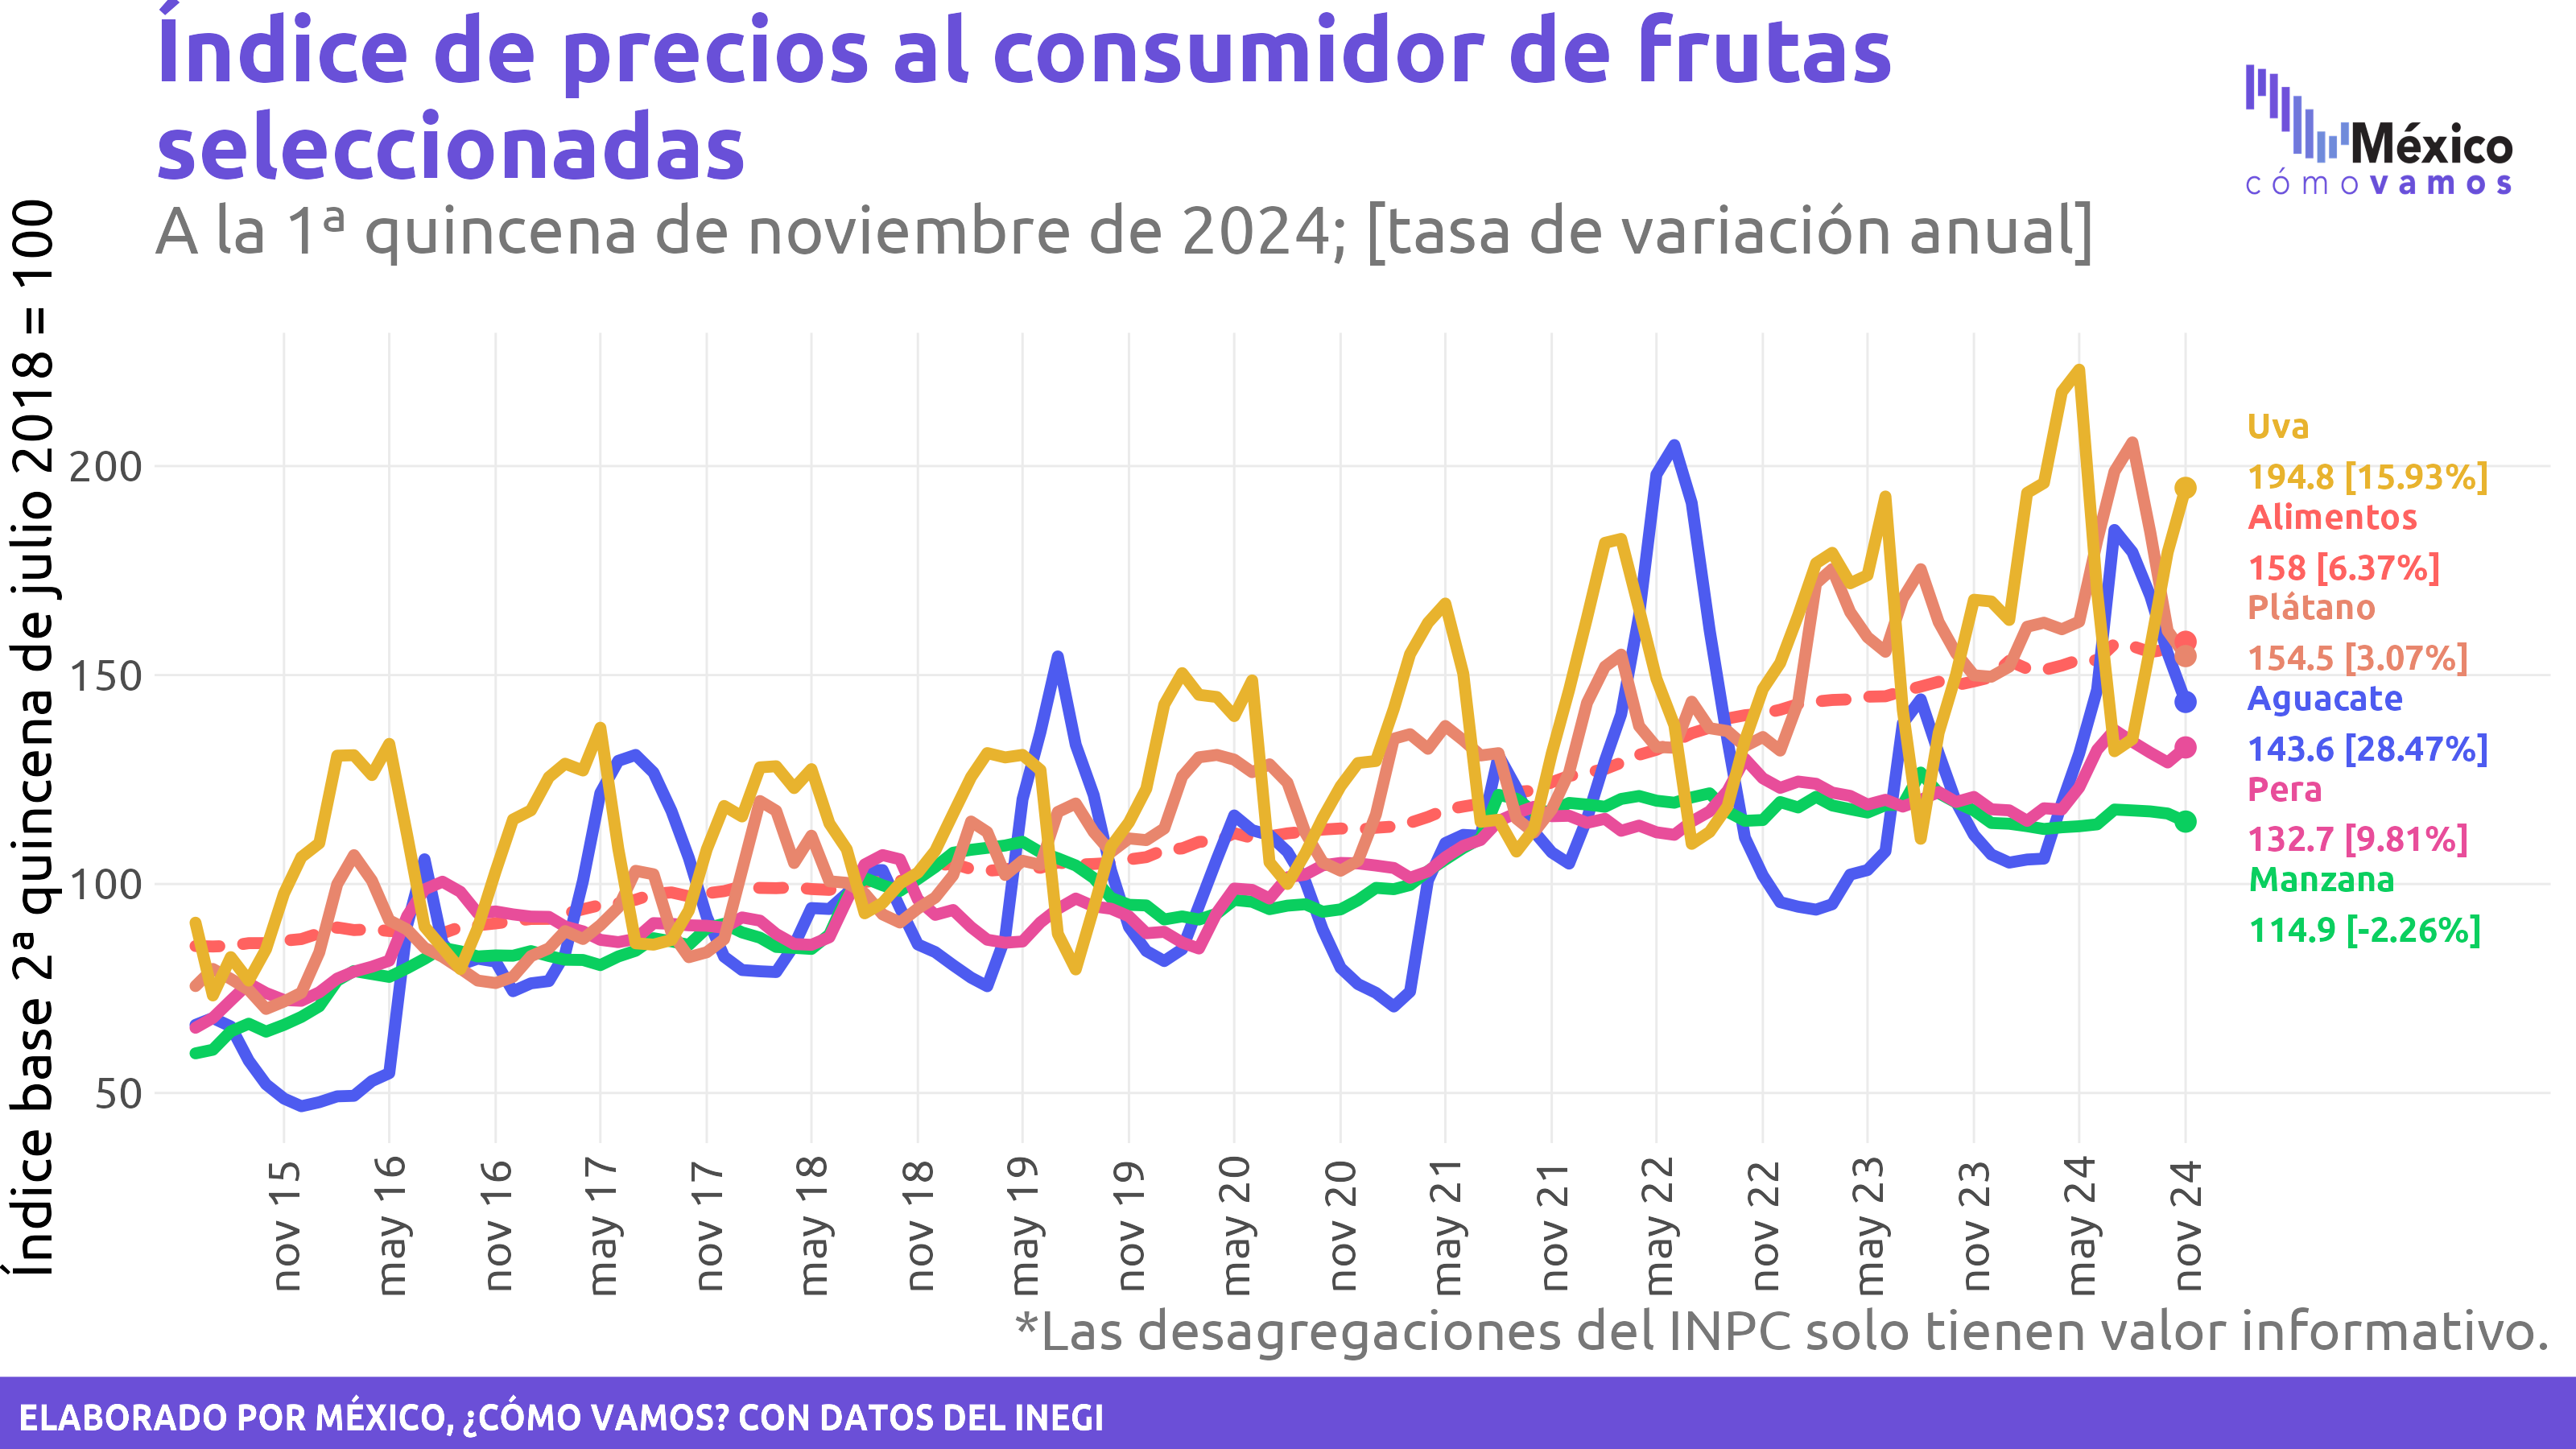 Índice de precios al consumidor de frutas
seleccionadas
A la 1ª quincena de noviembre de 2024; [tasa de variación anual]
México
cómo vamos
Índice base 2ª quincena de julio 2018 = 100
200
150
100
50
Uva
194.8 [15.93%]
Alimentos
158 [6.37%]
Plátano
154.5 [3.07%]
Aguacate
143.6 [28.47%]
Pera
132.7 [9.81%]
Manzana
114.9 [-2.26%]
nov 15
may 16
nov 16
may 17
nov 17
may 18
nov 18
may 19
nov 19
may 20
nov 20
may 21
nov 21
may 22
nov 22
may 23
nov 23
may 24
nov 24
*Las desagregaciones del INPC solo tienen valor informativo.
ELABORADO POR MÉXICO, ¿CÓMO VAMOS? CON DATOS DEL INEGI